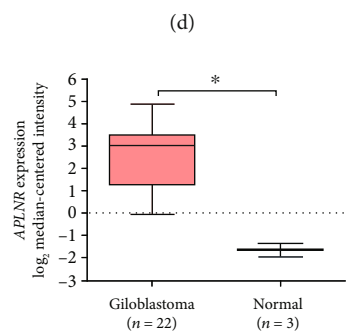 (d)
*
APLNR expression
log₂ median-centered intensity
6
5
4
3
2
1
0
−1
−2
−3
Giloblastoma
(n = 22)
Normal
(n = 3)